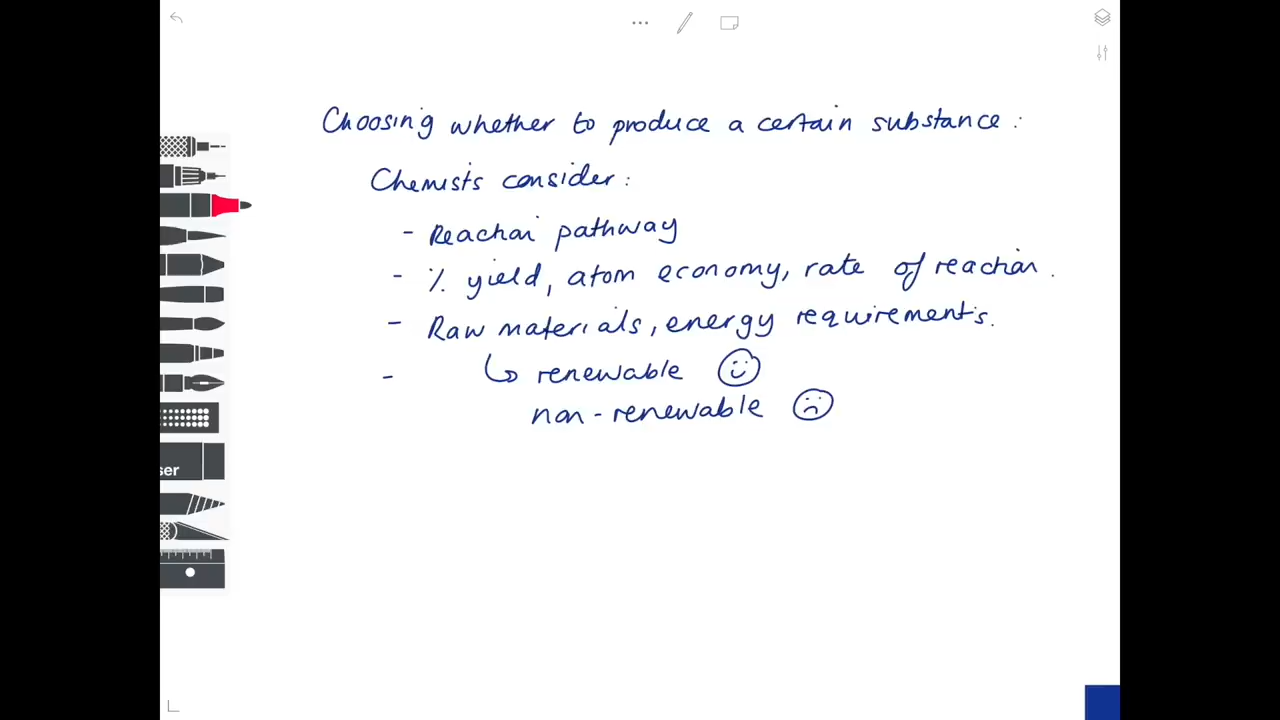 Choosing whether to produce a certain substance :
Chemists consider :
- Reaction pathway
- % yield, atom economy, rate of reaction .
- Raw materials, energy requirements.
- ↳ renewable ☺
non-renewable ☹
ser